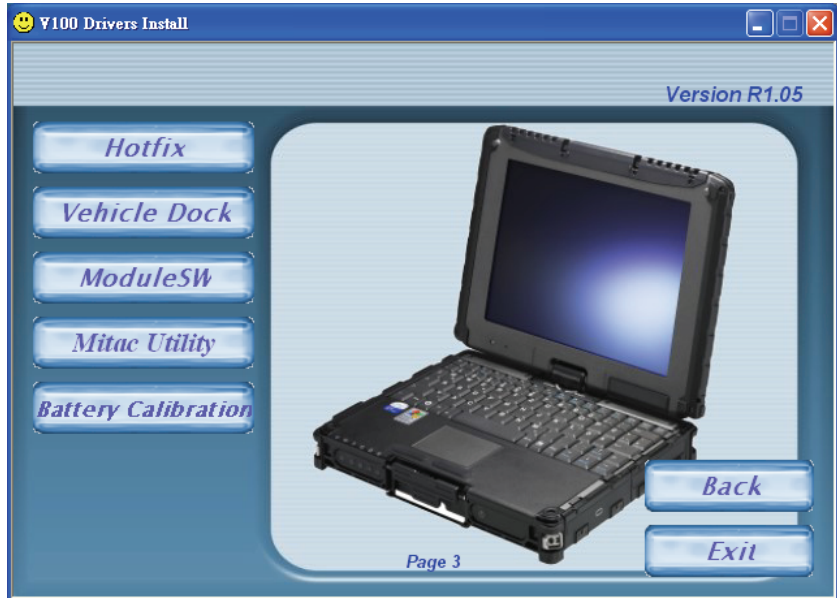 V100 Drivers Install
Version R1.05
Hotfix
Vehicle Dock
ModuleSW
Mitac Utility
Battery Calibration
Back
Exit
Page 3